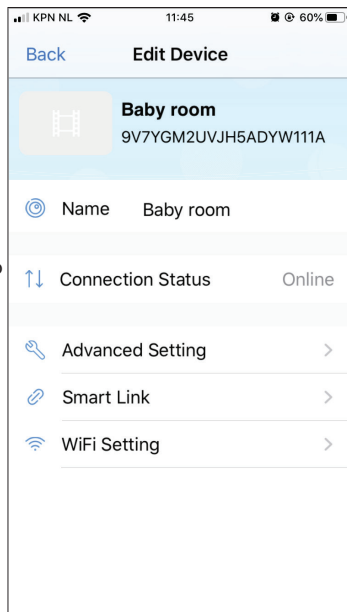 KPN NL 11:45 60%
Back Edit Device
Baby room
9V7YGM2UVJH5ADYW111A
Name Baby room
Connection Status Online
Advanced Setting
Smart Link
WiFi Setting